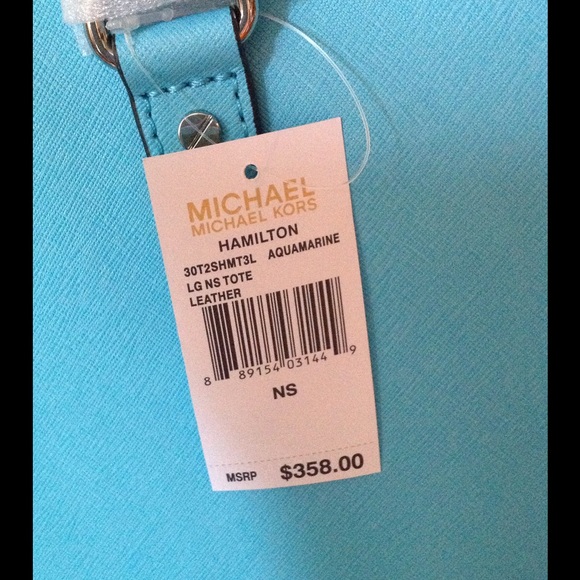 MICHAEL
MICHAEL KORS
HAMILTON
30T2SHMT3L AQUAMARINE
LG NS TOTE
LEATHER
8 89154 03144 9
NS
MSRP $358.00